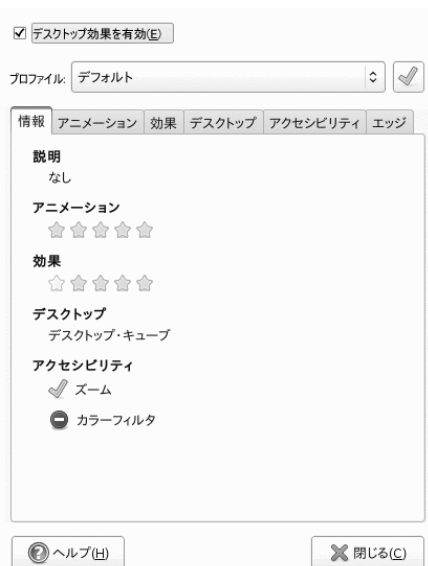 デスクトップ効果を有効(E)
プロファイル: デフォルト
情報 アニメーション 効果 デスクトップ アクセシビリティ エッジ
説明
なし
アニメーション
効果
デスクトップ
デスクトップ・キューブ
アクセシビリティ
ズーム
カラーフィルタ
ヘルプ(H) 閉じる(C)